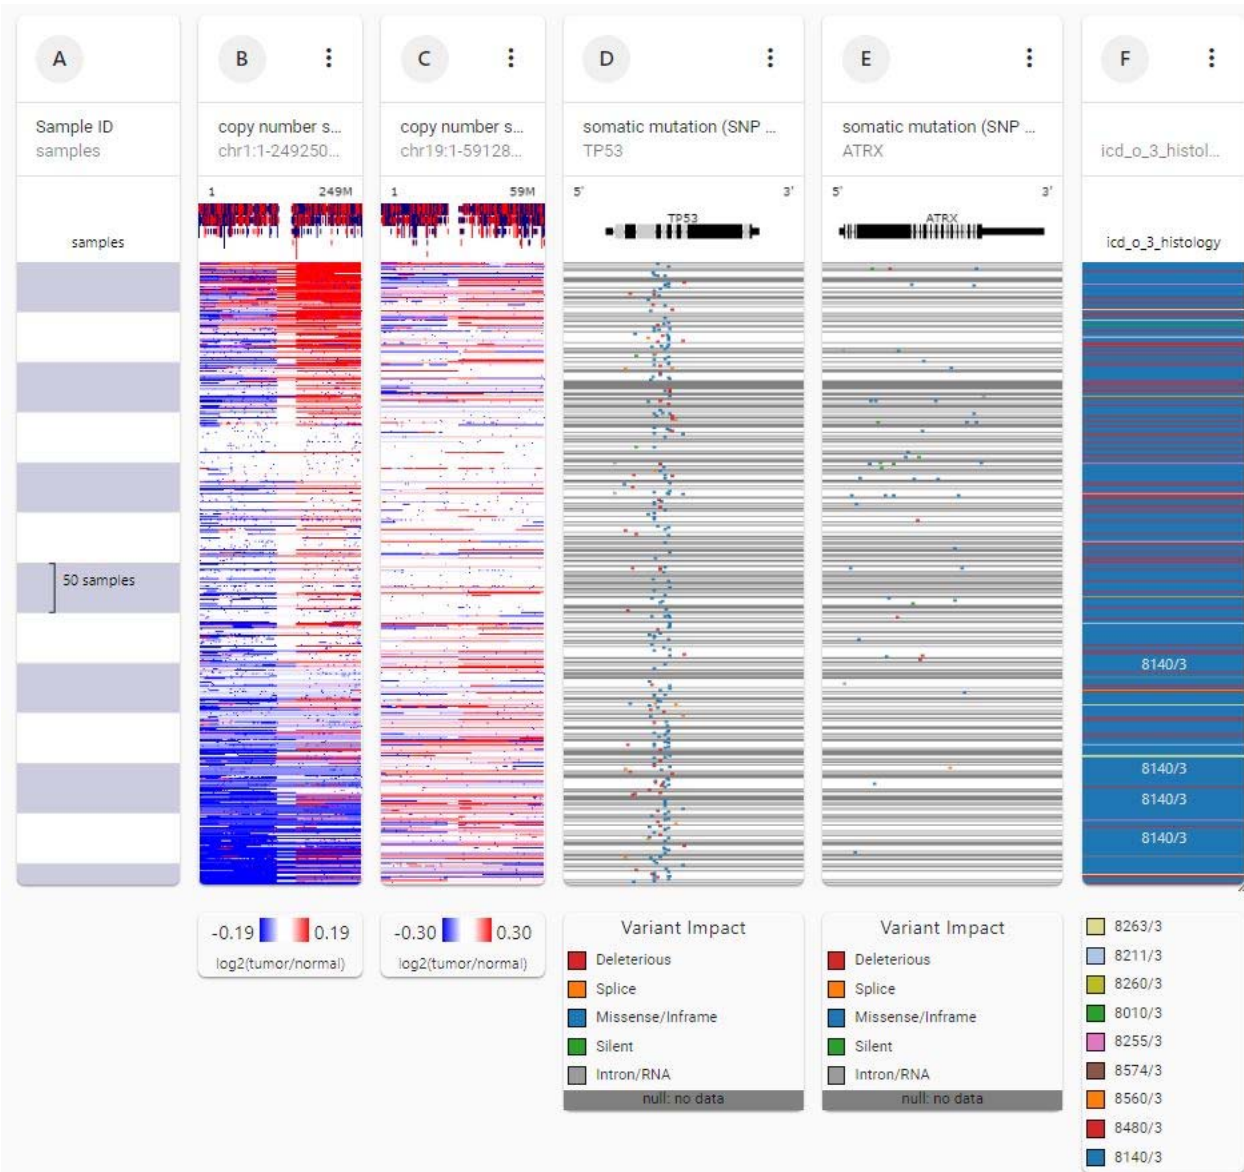 A
B
C
D
E
F
Sample ID
samples
copy number s...
chr1:1-249250...
copy number s...
chr19:1-59128...
somatic mutation (SNP ...
TP53
somatic mutation (SNP ...
ATRX
icd_o_3_histol...
samples
1 249M
1 59M
5' 3'
TP53
5' 3'
ATRX
icd_o_3_histology
50 samples
8140/3
8140/3
8140/3
8140/3
-0.19 0.19
log2(tumor/normal)
-0.30 0.30
log2(tumor/normal)
Variant Impact
Deleterious
Splice
Missense/Inframe
Silent
Intron/RNA
null: no data
Variant Impact
Deleterious
Splice
Missense/Inframe
Silent
Intron/RNA
null: no data
8263/3
8211/3
8260/3
8010/3
8255/3
8574/3
8560/3
8480/3
8140/3